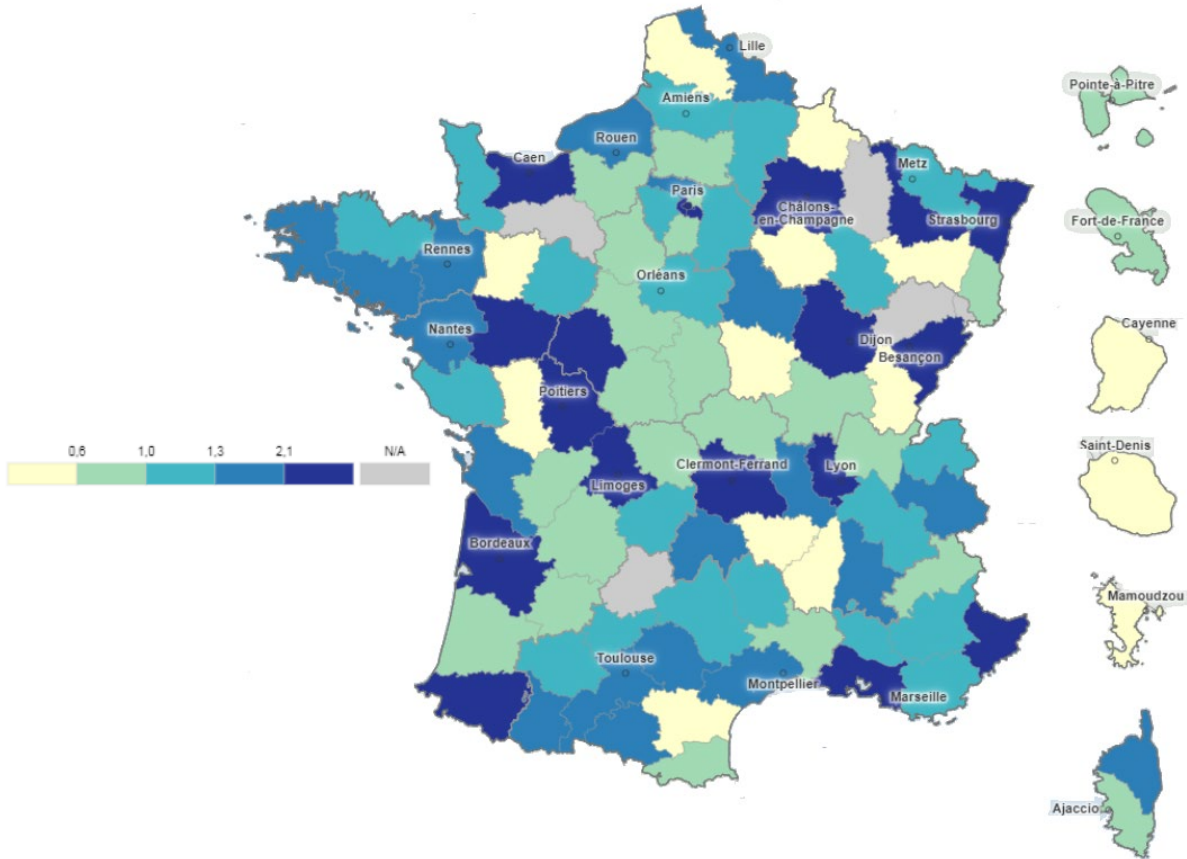 Lille
Pointe-à-Pitre
Amiens
Rouen
Caen
Metz
Paris
Châlons-
en-Champagne
Strasbourg
Fort-de-France
Rennes
Orléans
Cayenne
Nantes
Dijon
Besançon
Poitiers
Saint-Denis
0,6 1,0 1,3 2,1 N/A
Clermont-Ferrand
Lyon
Limoges
Bordeaux
Mamoudzou
Toulouse
Montpellier
Marseille
Ajaccio